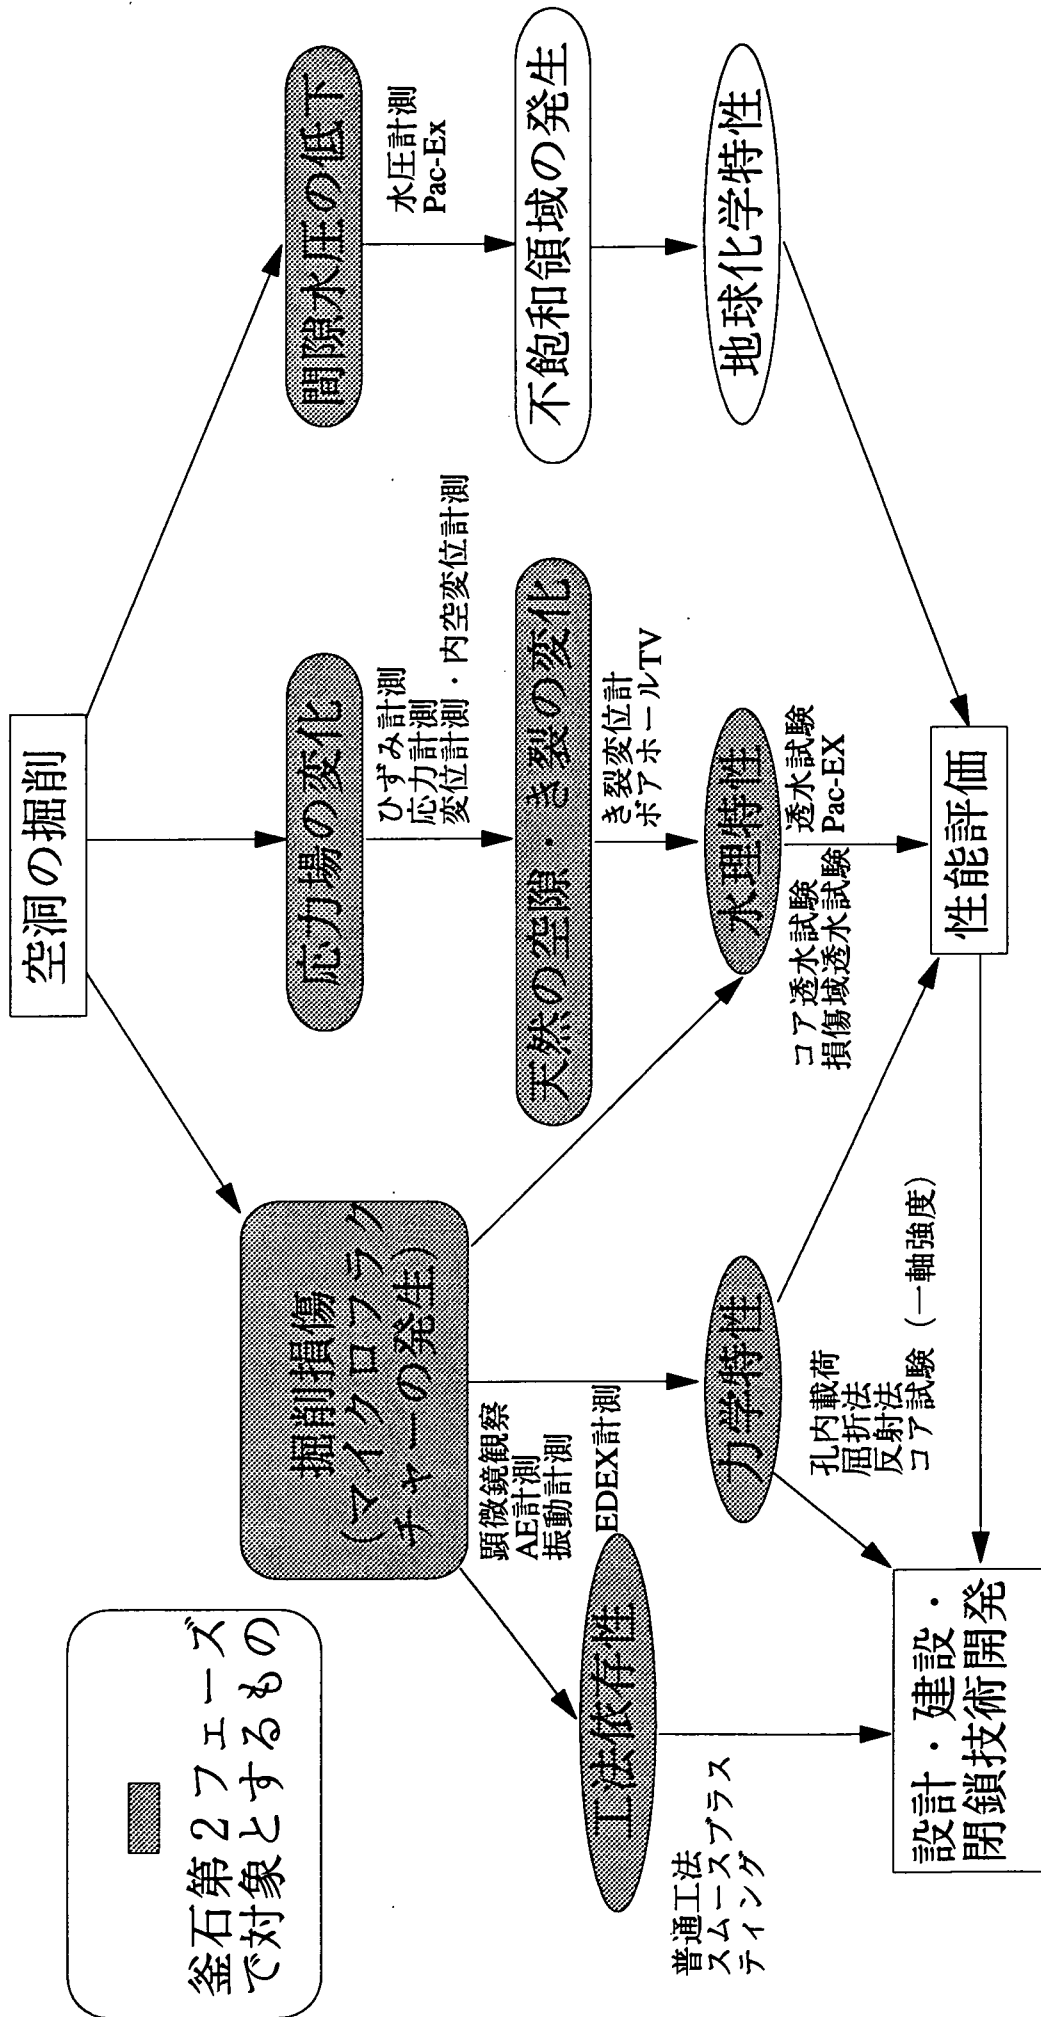 釜石第２フェーズ
で対象とするもの
空洞の掘削
掘削損傷
(マイクロフラク
チャーの発生)
応力場の変化
間隙水圧の低下
顕微鏡観察
AE計測
振動計測
EDEX計測
ひずみ計測
応力計測
変位計測・内空変位計測
水圧計測
Pac-Ex
天然の空隙・き裂の変化
不飽和領域の発生
き裂変位計
ボアホールTV
工法依存性
力学特性
水理特性
地球化学特性
普通工法
スムースブラス
ティング
孔内載荷
屈折法
反射法
コア試験（一軸強度）
コア透水試験
損傷域透水試験
透水試験
Pac-EX
設計・建設・
閉鎖技術開発
性能評価